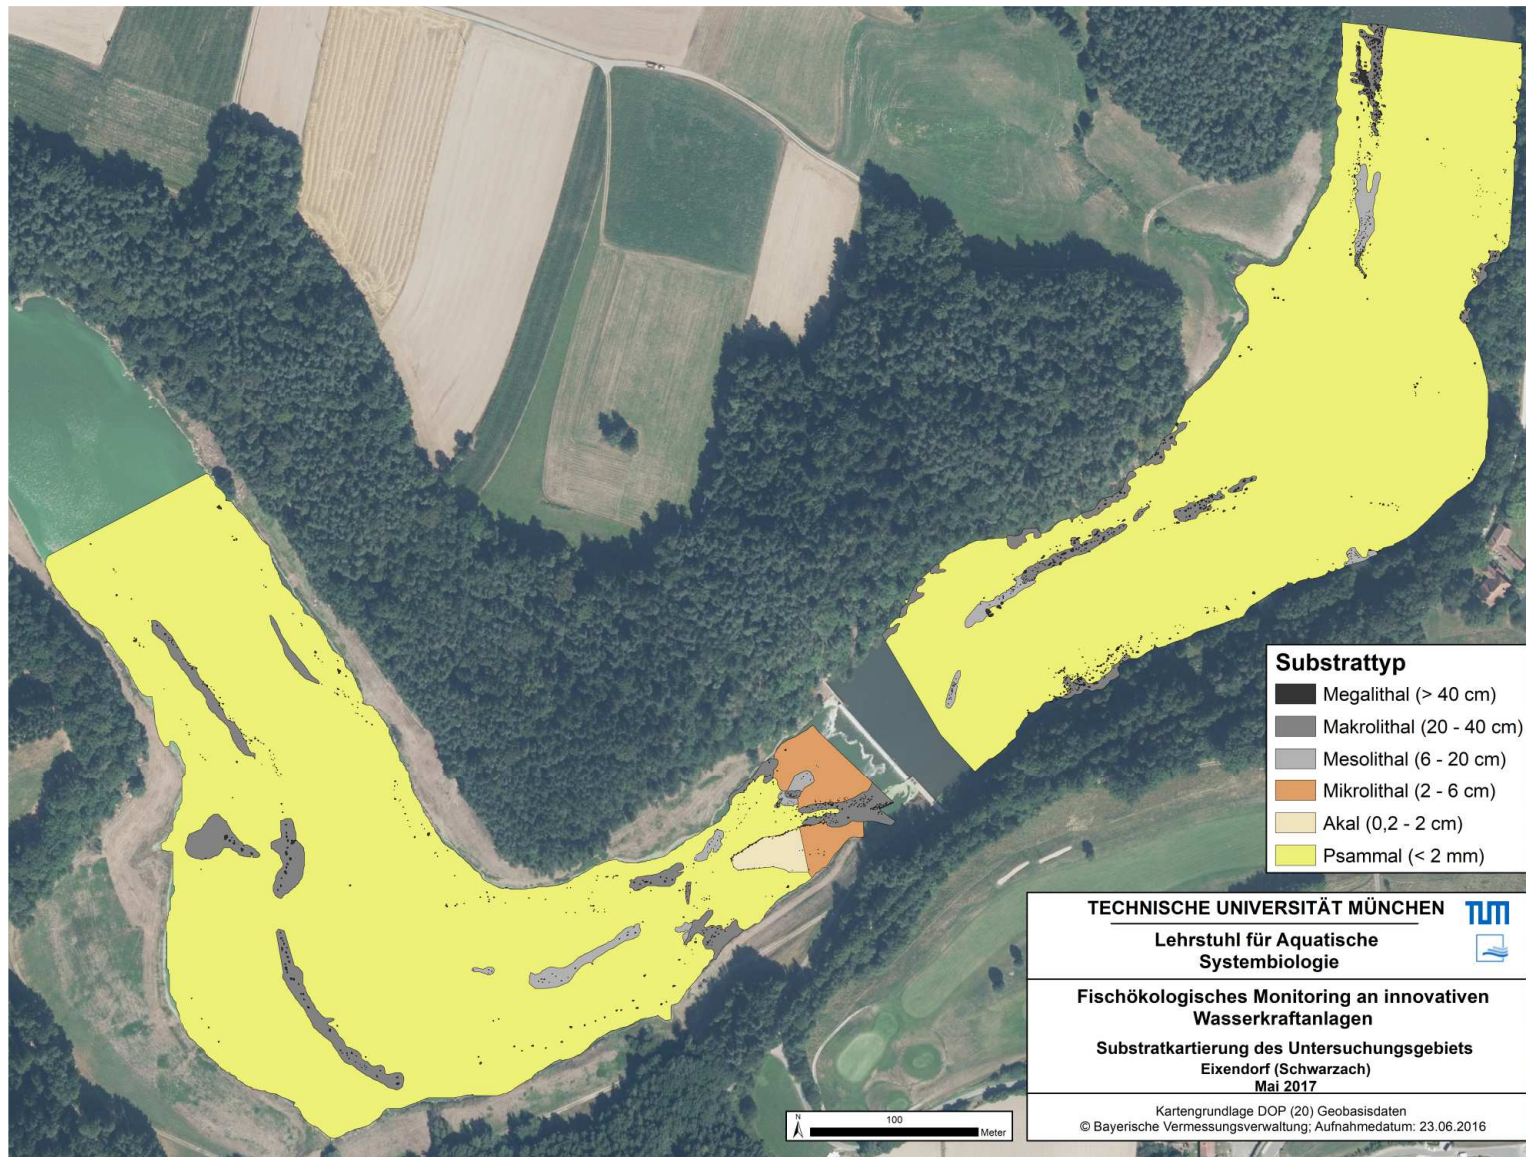 Substrattyp
Megalithal (> 40 cm)
Makrolithal (20 - 40 cm)
Mesolithal (6 - 20 cm)
Mikrolithal (2 - 6 cm)
Akal (0,2 - 2 cm)
Psammal (< 2 mm)
TECHNISCHE UNIVERSITÄT MÜNCHEN
TUM
Lehrstuhl für Aquatische
Systembiologie
Fischökologisches Monitoring an innovativen
Wasserkraftanlagen
Substratkartierung des Untersuchungsgebiets
Eixendorf (Schwarzach)
Mai 2017
Kartengrundlage DOP (20) Geobasisdaten
© Bayerische Vermessungsverwaltung; Aufnahmedatum: 23.06.2016
N
100
Meter